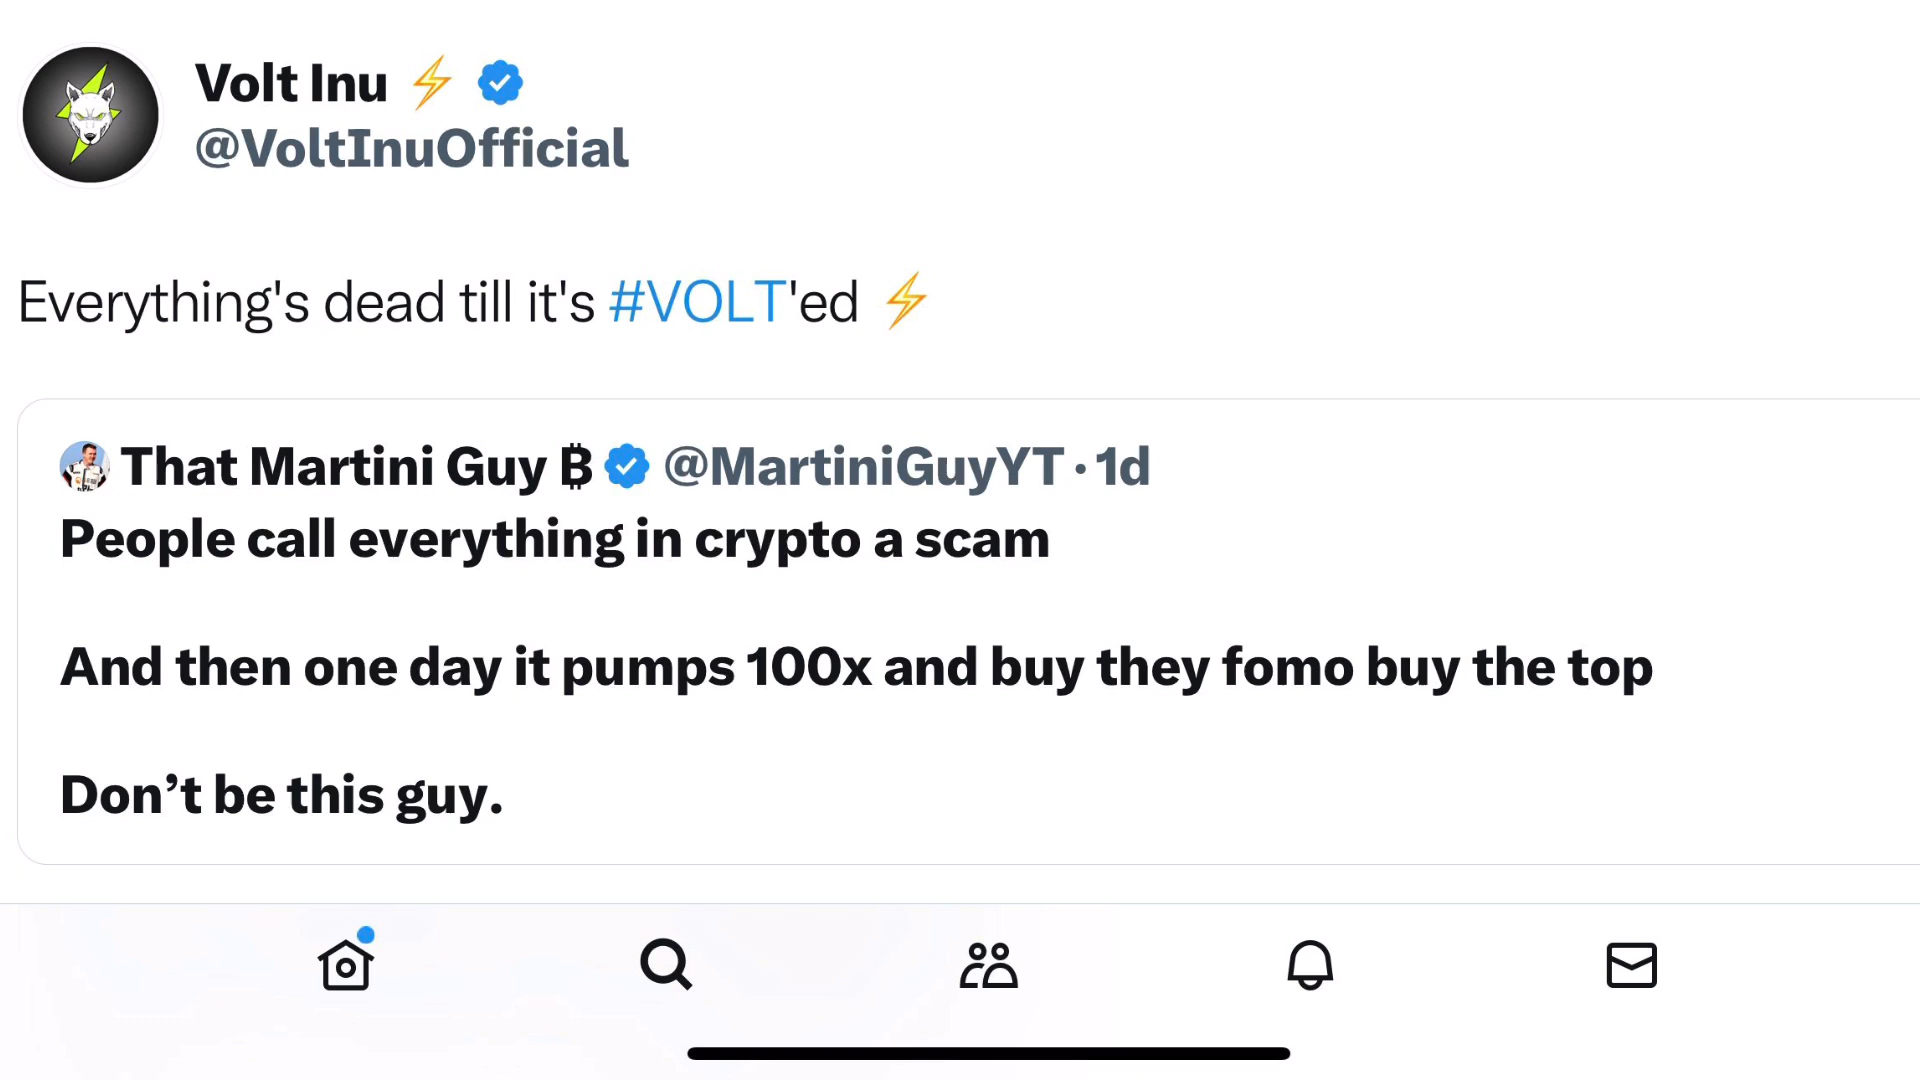 Volt Inu ⚡
@VoltInuOfficial
Everything's dead till it's #VOLT'ed ⚡
That Martini Guy ₿ @MartiniGuyYT · 1d
People call everything in crypto a scam
And then one day it pumps 100x and buy they fomo buy the top
Don’t be this guy.